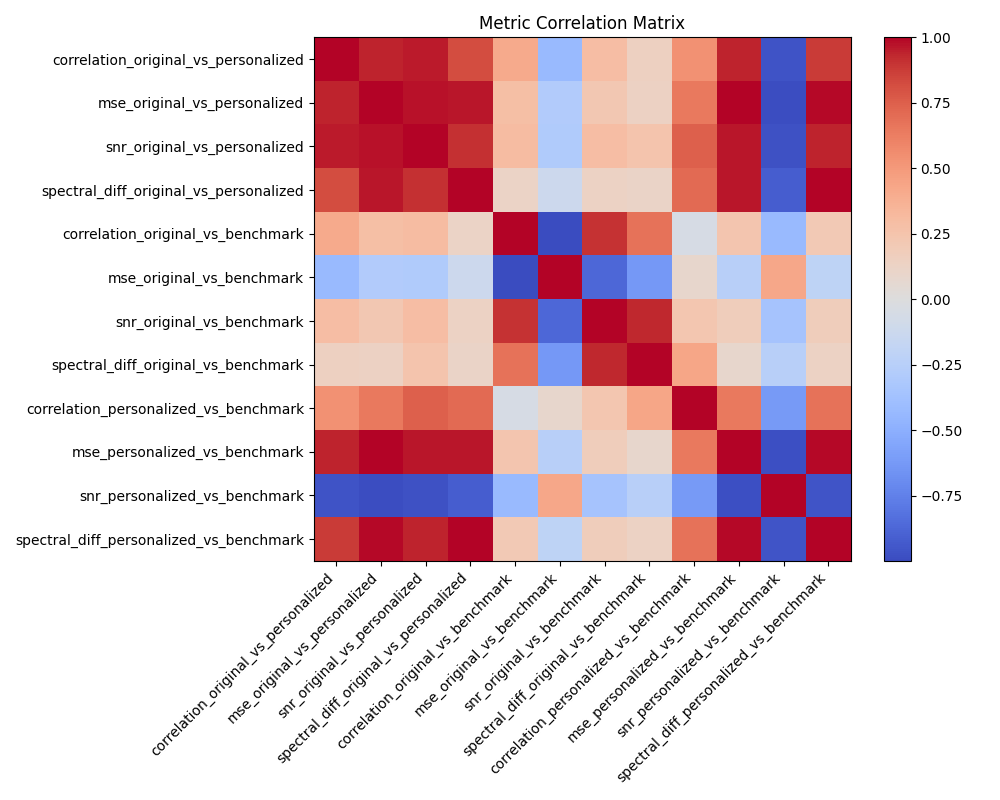 Metric Correlation Matrix
correlation_original_vs_personalized
mse_original_vs_personalized
snr_original_vs_personalized
spectral_diff_original_vs_personalized
correlation_original_vs_benchmark
mse_original_vs_benchmark
snr_original_vs_benchmark
spectral_diff_original_vs_benchmark
correlation_personalized_vs_benchmark
mse_personalized_vs_benchmark
snr_personalized_vs_benchmark
spectral_diff_personalized_vs_benchmark
correlation_original_vs_personalized
mse_original_vs_personalized
snr_original_vs_personalized
spectral_diff_original_vs_personalized
correlation_original_vs_benchmark
mse_original_vs_benchmark
snr_original_vs_benchmark
spectral_diff_original_vs_benchmark
correlation_personalized_vs_benchmark
mse_personalized_vs_benchmark
snr_personalized_vs_benchmark
spectral_diff_personalized_vs_benchmark
1.00
0.75
0.50
0.25
0.00
−0.25
−0.50
−0.75